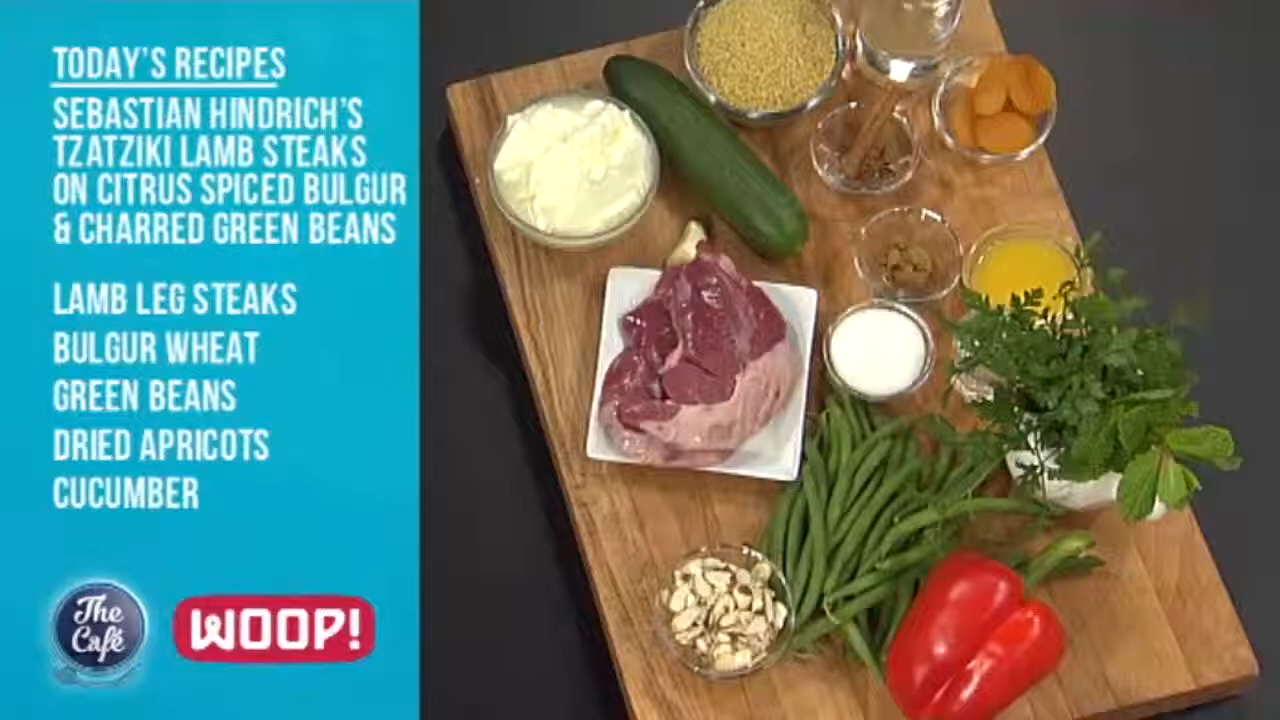 TODAY'S RECIPES
SEBASTIAN HINDRICH'S
TZATZIKI LAMB STEAKS
ON CITRUS SPICED BULGUR
& CHARRED GREEN BEANS
LAMB LEG STEAKS
BULGUR WHEAT
GREEN BEANS
DRIED APRICOTS
CUCUMBER
The
Café
WOOP!